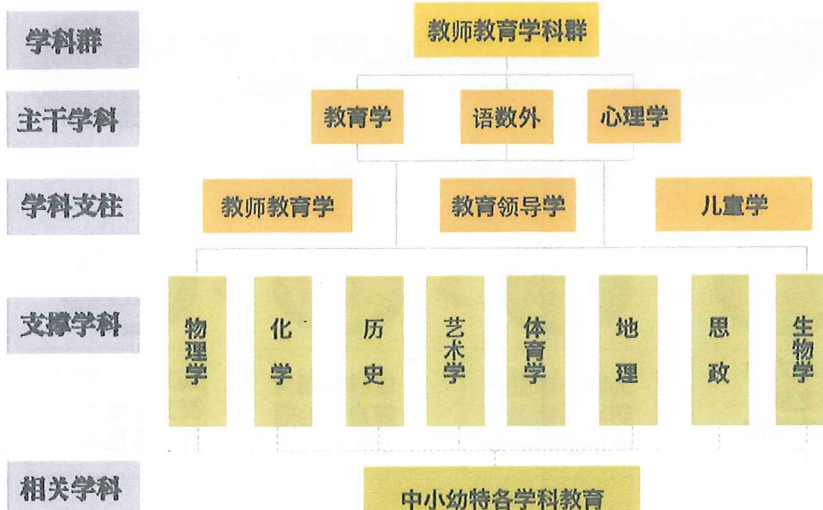 学科群
教师教育学科群
主干学科
教育学
语数外
心理学
学科支柱
教师教育学
教育领导学
儿童学
支撑学科
物理学
化学
历史
艺术学
体育学
地理
思政
生物学
相关学科
中小幼特各学科教育